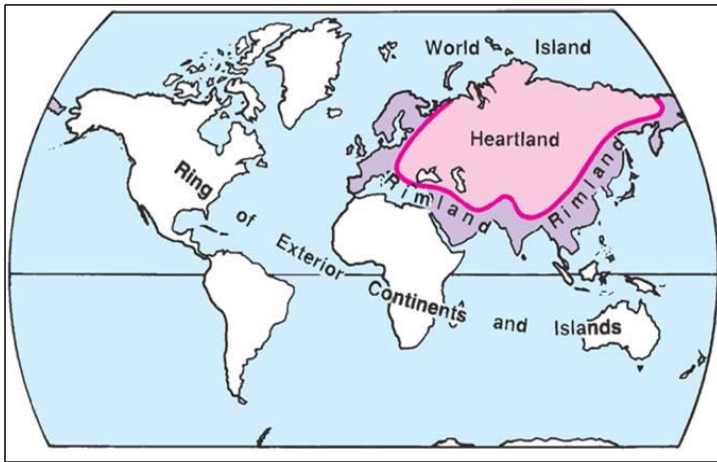 World Island
Heartland
Rimland
Rimland
Ring of Exterior Continents and Islands